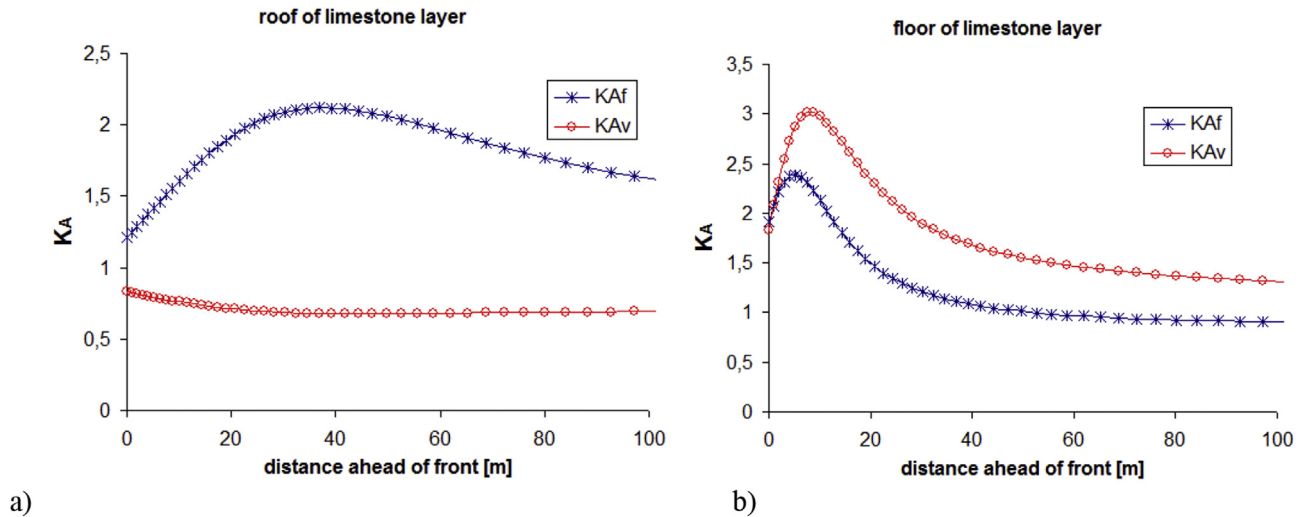 roof of limestone layer
2,5
2
1,5
1
0,5
0
KA
KAf
KAv
0 20 40 60 80 100
distance ahead of front [m]
a)
floor of limestone layer
3,5
3
2,5
2
1,5
1
0,5
0
KA
KAf
KAv
0 20 40 60 80 100
distance ahead of front [m]
b)